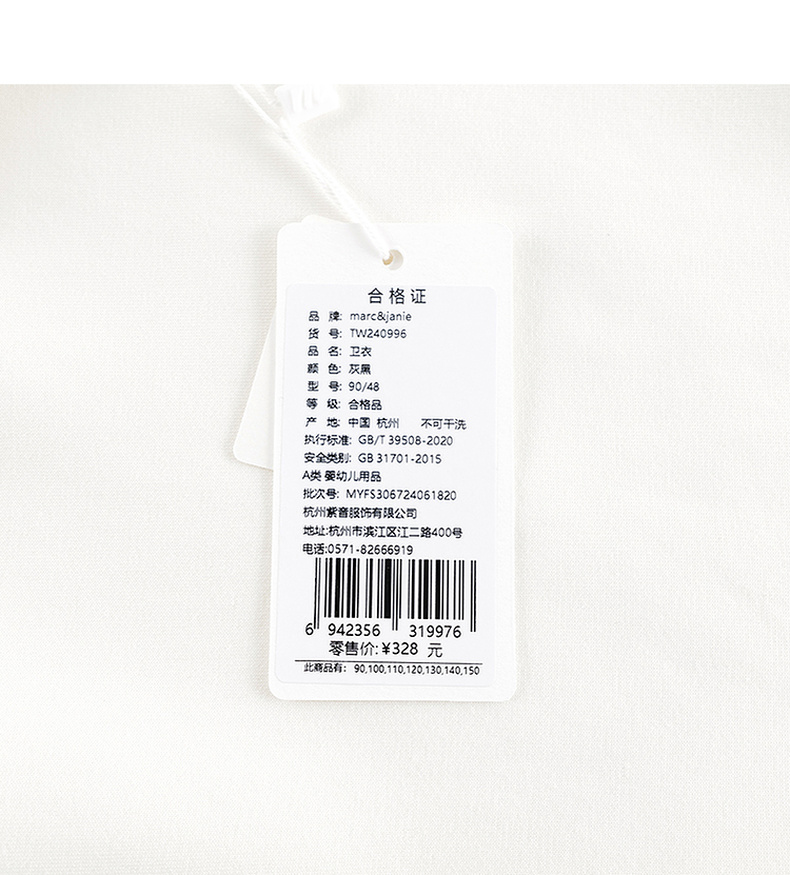 合格证
品 牌: marc&janie
货 号: TW240996
品 名: 卫衣
颜 色: 灰黑
型 号: 90/48
等 级: 合格品
产 地: 中国 杭州 不可干洗
执行标准: GB/T 39508-2020
安全类别: GB 31701-2015
A类 婴幼儿用品
批次号: MYFS306724061820
杭州紫音服饰有限公司
地址:杭州市滨江区江二路400号
电话:0571-82666919
6 942356 319976
零售价:¥328 元
此商品有: 90,100,110,120,130,140,150